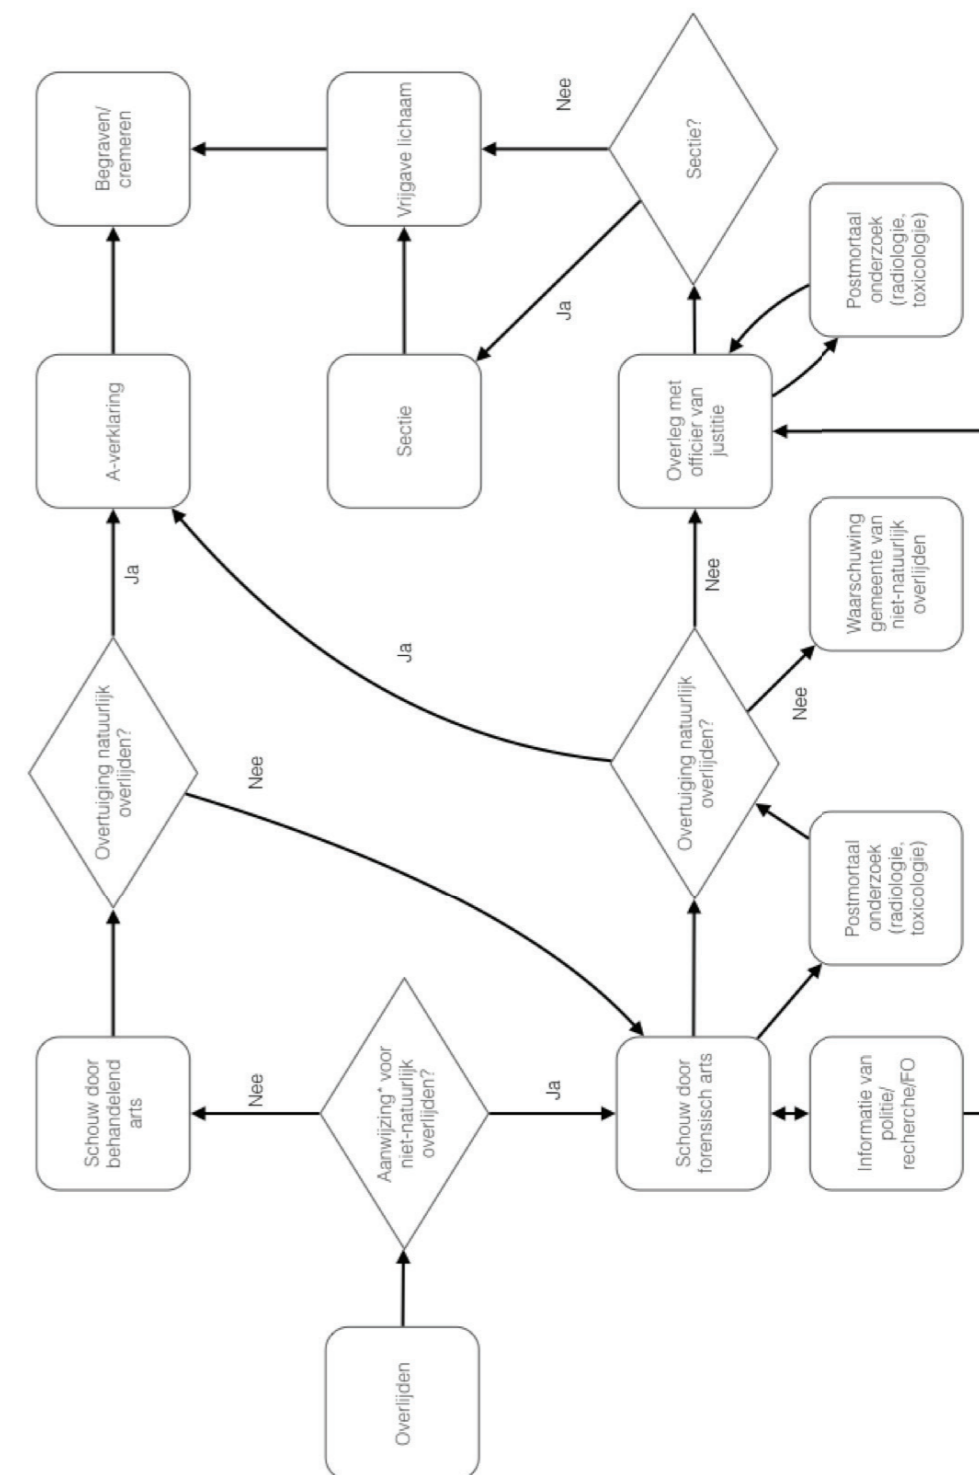 Overlijden
Aanwijzing* voor
niet-natuurlijk
overlijden?
Nee
Ja
Schouw door
behandelend
arts
Overtuiging natuurlijk
overlijden?
Ja
Nee
A-verklaring
Begraven/
cremeren
Schouw door
forensisch arts
Informatie van
politie/
recherche/FO
Postmortaal
onderzoek
(radiologie,
toxicologie)
Overtuiging natuurlijk
overlijden?
Ja
Nee
Nee
Waarschuwing
gemeente van
niet-natuurlijk
overlijden
Overleg met
officier van
justitie
Postmortaal
onderzoek
(radiologie,
toxicologie)
Sectie?
Ja
Nee
Sectie
Vrijgave lichaam